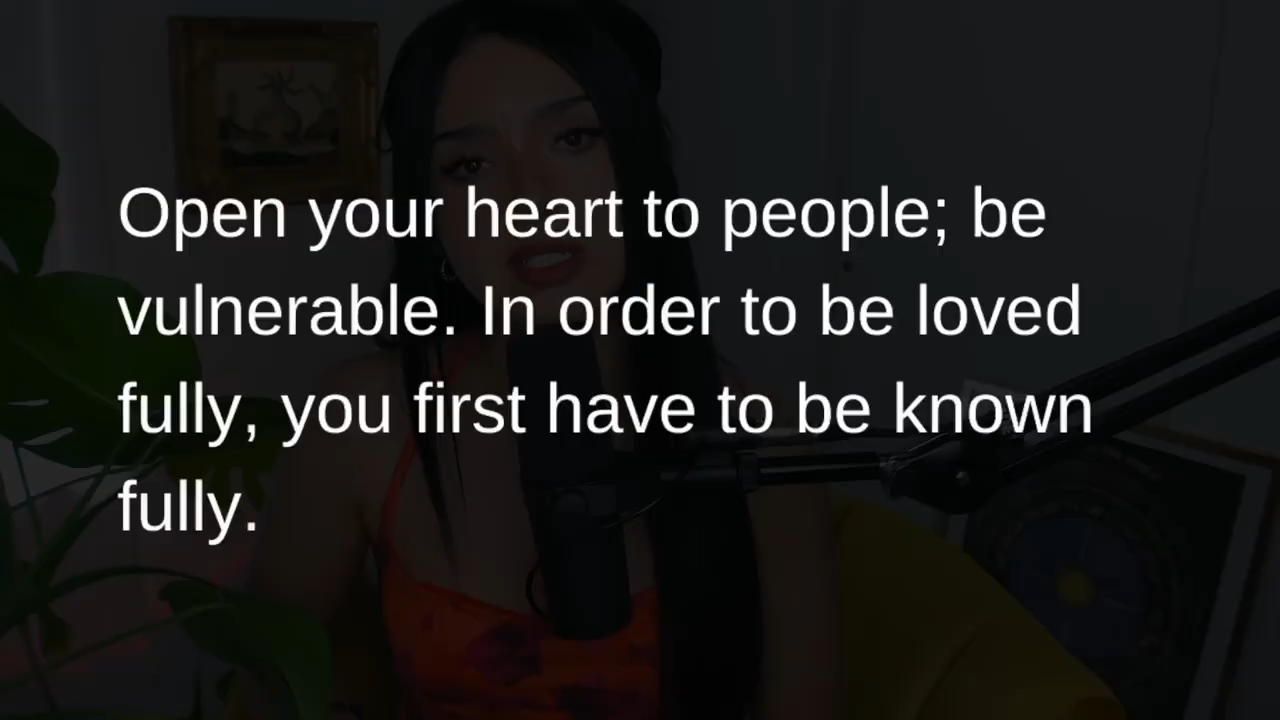 Open your heart to people; be
vulnerable. In order to be loved
fully, you first have to be known
fully.